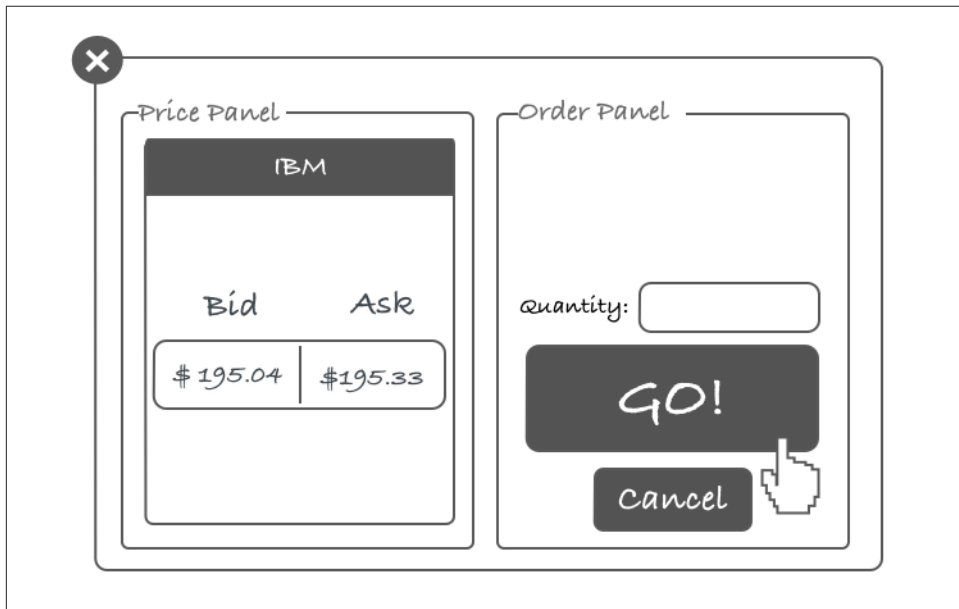 Price Panel
IBM
Bid Ask
$ 195.04 $195.33
Order Panel
Quantity:
GO!
Cancel